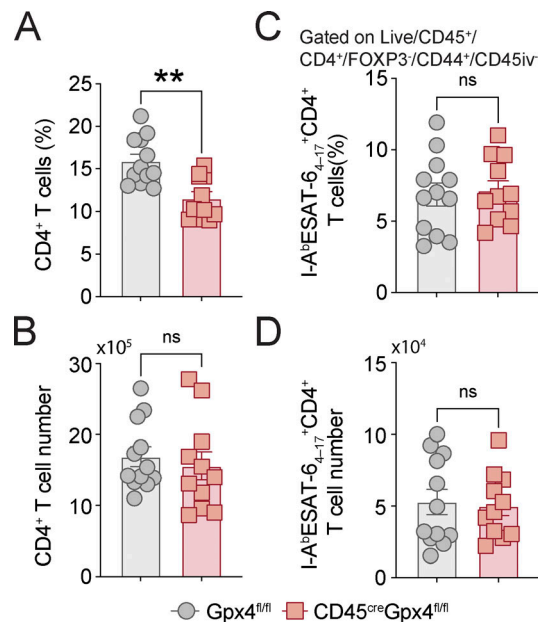 A
**
CD4⁺ T cells (%)
25
20
15
10
5
0
C
Gated on Live/CD45⁺/
CD4⁺/FOXP3⁻/CD44⁺/CD45iv⁻
ns
I-AᵇESAT-6₄₋₁₇⁺CD4⁺
T cells(%)
15
10
5
0
B
x10⁵
ns
CD4⁺ T cell number
30
20
10
0
D
x10⁴
ns
I-AᵇESAT-6₄₋₁₇⁺CD4⁺
T cell number
15
10
5
0
Gpx4ᶠˡ/ᶠˡ CD45ᶜʳᵉGpx4ᶠˡ/ᶠˡ